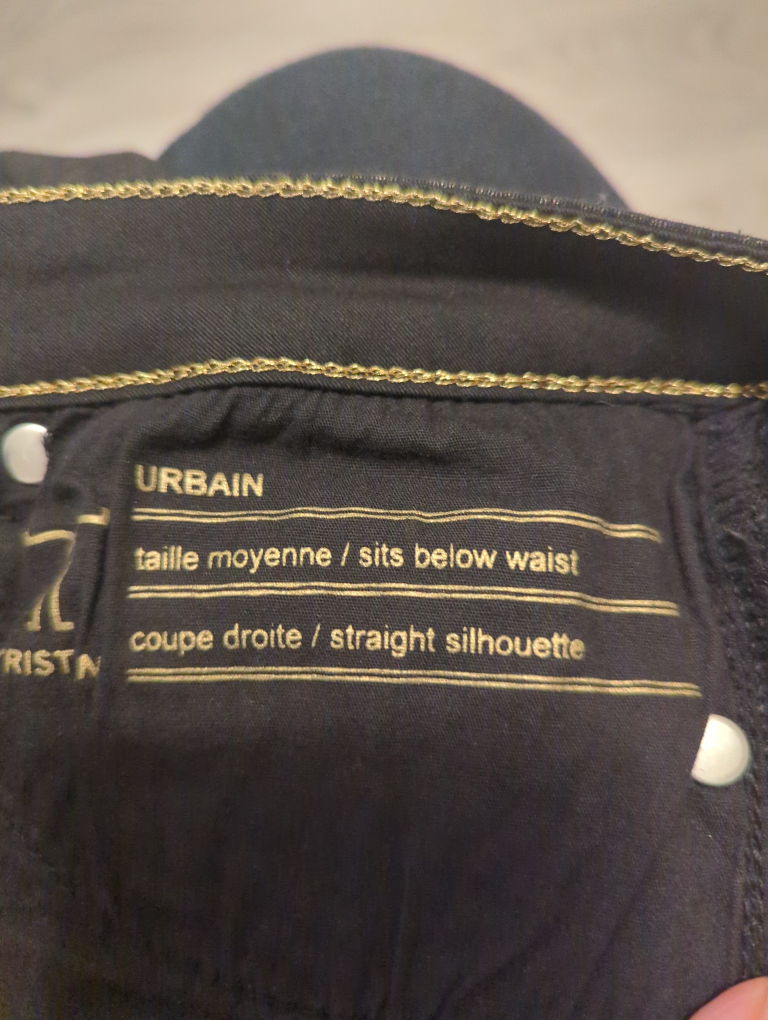 URBAIN
taille moyenne / sits below waist
coupe droite / straight silhouette